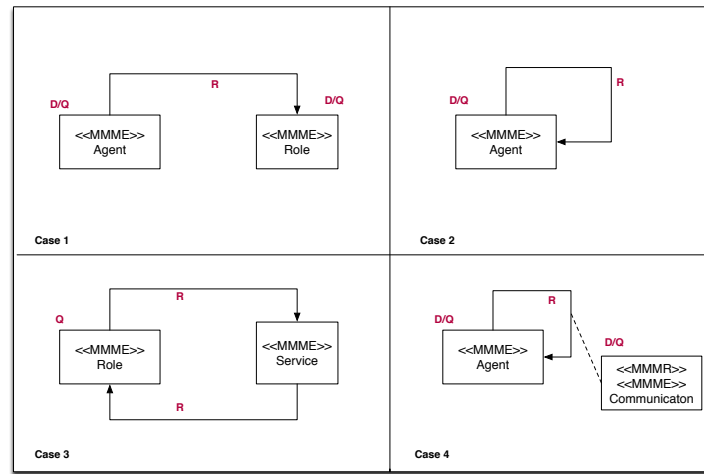 R
D/Q
D/Q
<<MMME>>
Agent
<<MMME>>
Role
Case 1
R
D/Q
<<MMME>>
Agent
Case 2
R
Q
<<MMME>>
Role
<<MMME>>
Service
R
Case 3
R
D/Q
<<MMME>>
Agent
D/Q
<<MMMR>>
<<MMME>>
Communicaton
Case 4